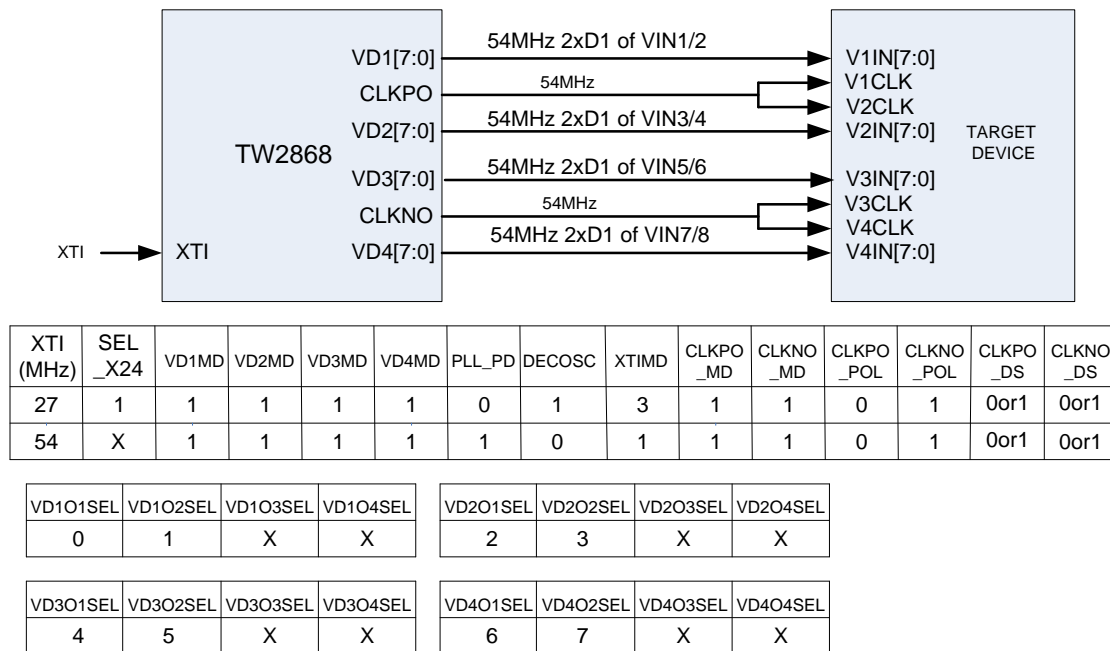 54MHz 2xD1 of VIN1/2
VD1[7:0]
V1IN[7:0]
V1CLK
CLKPO
54MHz
V2CLK
54MHz 2xD1 of VIN3/4
VD2[7:0]
V2IN[7:0]
TARGET
DEVICE
TW2868
54MHz 2xD1 of VIN5/6
VD3[7:0]
V3IN[7:0]
V3CLK
CLKNO
54MHz
V4CLK
54MHz 2xD1 of VIN7/8
XTI
XTI
VD4[7:0]
V4IN[7:0]
XTI (MHz) SEL _X24 VD1MD VD2MD VD3MD VD4MD PLL_PD DECOSC XTIMD CLKPO _MD CLKNO _MD CLKPO _POL CLKNO _POL CLKPO _DS CLKNO _DS
27 1 1 1 1 1 0 1 3 1 1 0 1 0or1 0or1
54 X 1 1 1 1 1 0 1 1 1 0 1 0or1 0or1
VD1O1SEL VD1O2SEL VD1O3SEL VD1O4SEL
0 1 X X
VD2O1SEL VD2O2SEL VD2O3SEL VD2O4SEL
2 3 X X
VD3O1SEL VD3O2SEL VD3O3SEL VD3O4SEL
4 5 X X
VD4O1SEL VD4O2SEL VD4O3SEL VD4O4SEL
6 7 X X